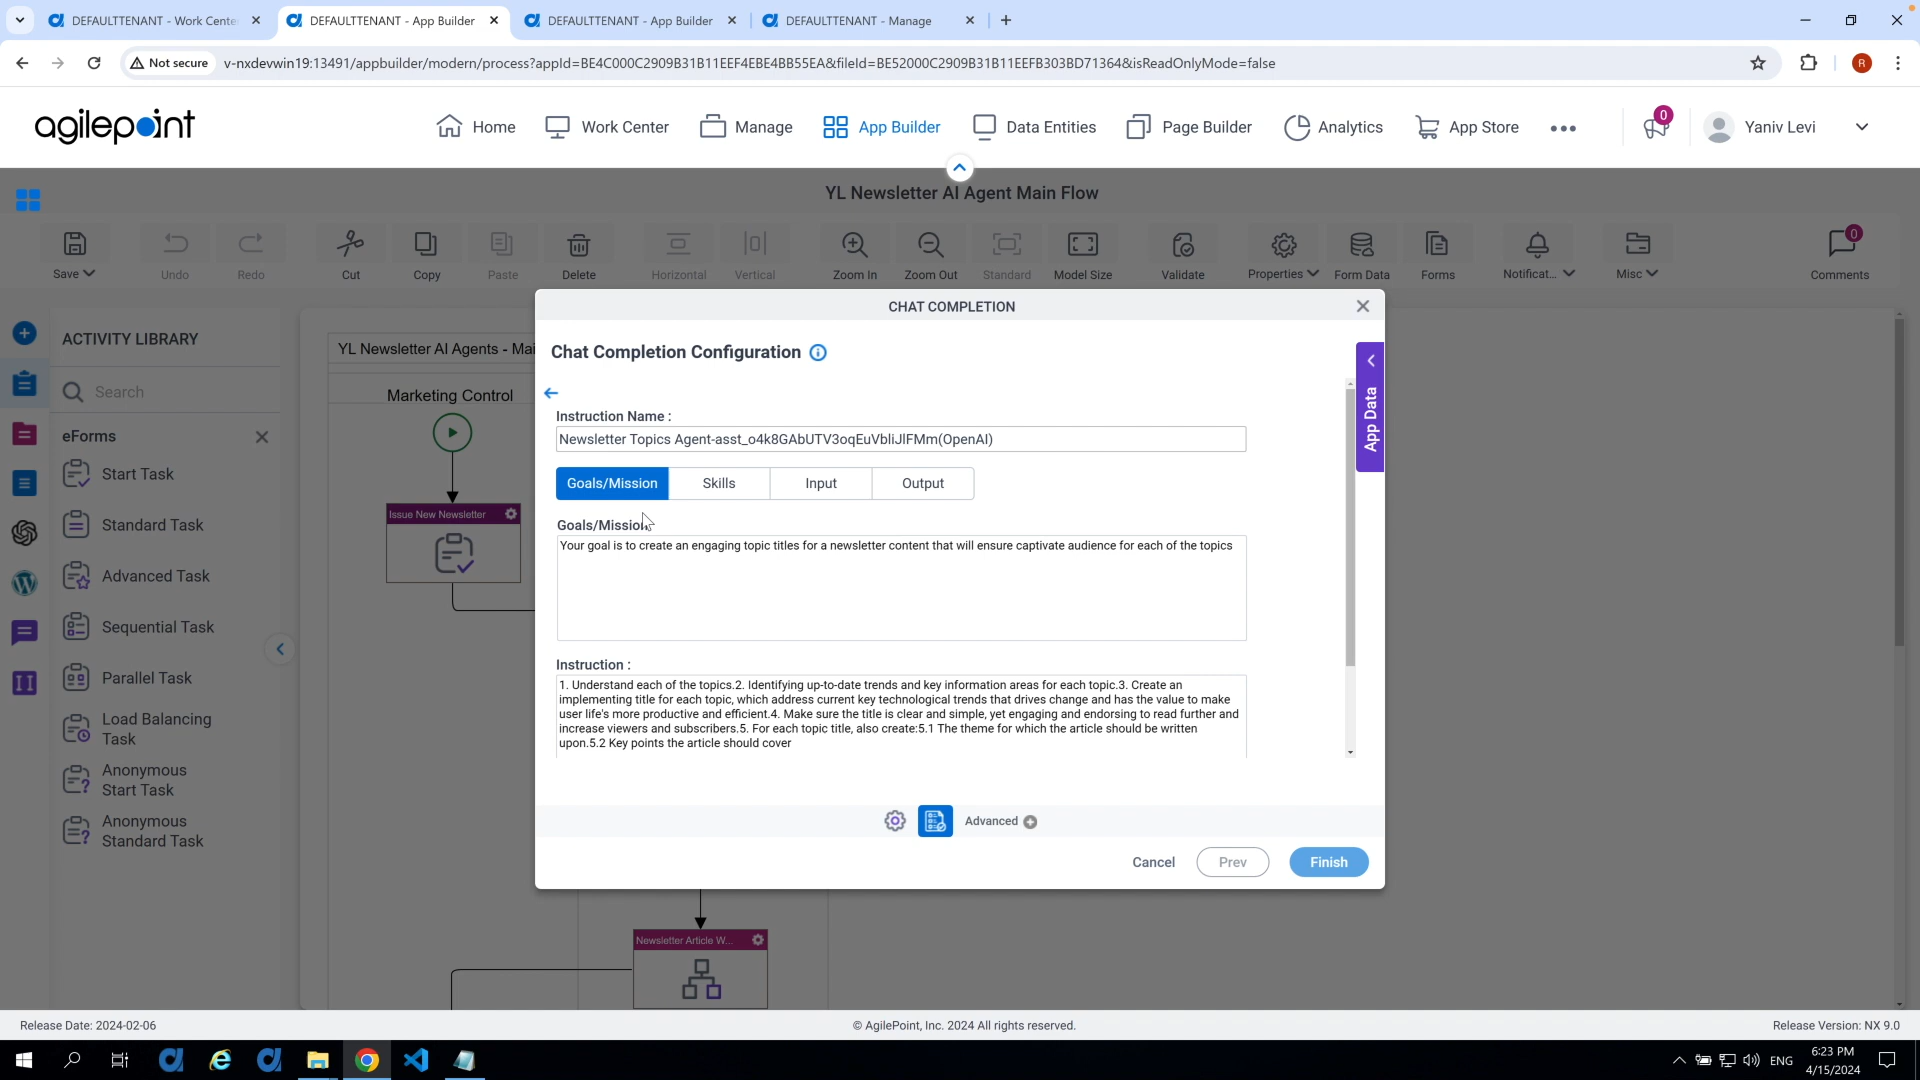 DEFAULTTENANT - Work Cente
DEFAULTTENANT - App Builder
DEFAULTTENANT - App Builder
DEFAULTTENANT - Manage
Not secure
v-nxdevwin19:13491/appbuilder/modern/process?appId=BE4C000C2909B31B11EEF4EBE4BB55EA&fileId=BE52000C2909B31B11EEFB303BD71364&isReadOnlyMode=false
R
agilepoint
Home
Work Center
Manage
App Builder
Data Entities
Page Builder
Analytics
App Store
0
Yaniv Levi
YL Newsletter AI Agent Main Flow
Save
Undo
Redo
Cut
Copy
Paste
Delete
Horizontal
Vertical
Zoom In
Zoom Out
Standard
Model Size
Validate
Properties
Form Data
Forms
Notificat...
Misc
0
Comments
ACTIVITY LIBRARY
Search
eForms
Start Task
Standard Task
Advanced Task
Sequential Task
Parallel Task
Load Balancing
Task
Anonymous
Start Task
Anonymous
Standard Task
YL Newsletter AI Agents - Mai
Marketing Control
Issue New Newsletter
Newsletter Article W...
CHAT COMPLETION
Chat Completion Configuration
App Data
Instruction Name :
Newsletter Topics Agent-asst_o4k8GAbUTV3oqEuVbliJlFMm(OpenAI)
Goals/Mission
Skills
Input
Output
Goals/Mission
Your goal is to create an engaging topic titles for a newsletter content that will ensure captivate audience for each of the topics
Instruction :
1. Understand each of the topics.2. Identifying up-to-date trends and key information areas for each topic.3. Create an
implementing title for each topic, which address current key technological trends that drives change and has the value to make
user life's more productive and efficient.4. Make sure the title is clear and simple, yet engaging and endorsing to read further and
increase viewers and subscribers.5. For each topic title, also create:5.1 The theme for which the article should be written
upon.5.2 Key points the article should cover
Advanced
Cancel
Prev
Finish
Release Date: 2024-02-06
© AgilePoint, Inc. 2024 All rights reserved.
Release Version: NX 9.0
ENG
6:23 PM
4/15/2024